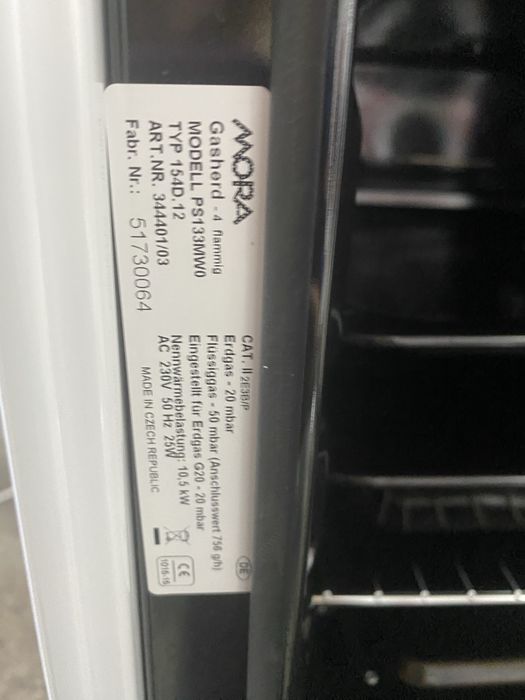 MORA
Gasherd - 4 flammig
MODELL PS133MW0
TYP 154D.12
ART.NR. 344401/03
Fabr. Nr.: 51730064
CAT. II 2E3B/P
Erdgas - 20 mbar
Flüssiggas - 50 mbar (Anschlusswert 756 g/h)
Eingestellt für Erdgas G20 - 20 mbar
Nennwärmebelastung: 10,5 kW
AC 230V 50 Hz 25W
MADE IN CZECH REPUBLIC
DE
CE
1015-15